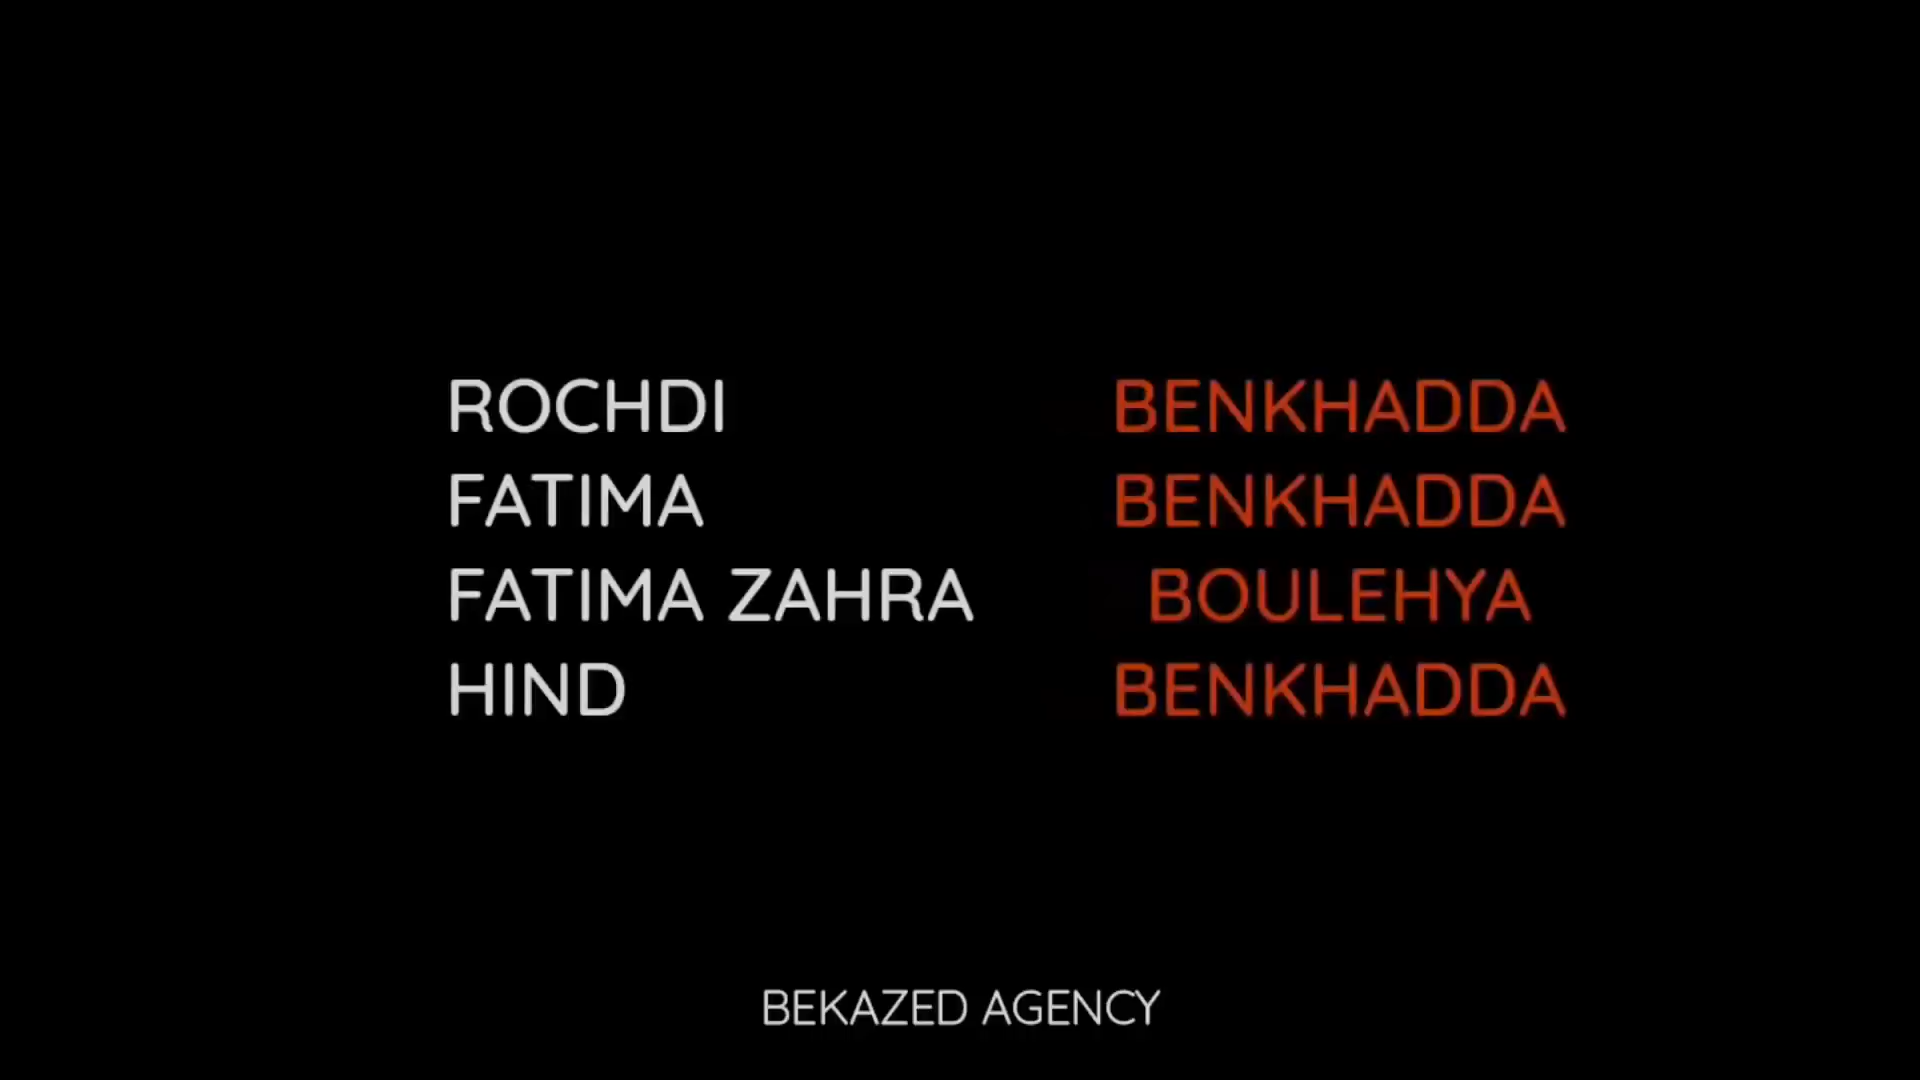 ROCHDI BENKHADDA
FATIMA BENKHADDA
FATIMA ZAHRA BOULEHYA
HIND BENKHADDA
BEKAZED AGENCY